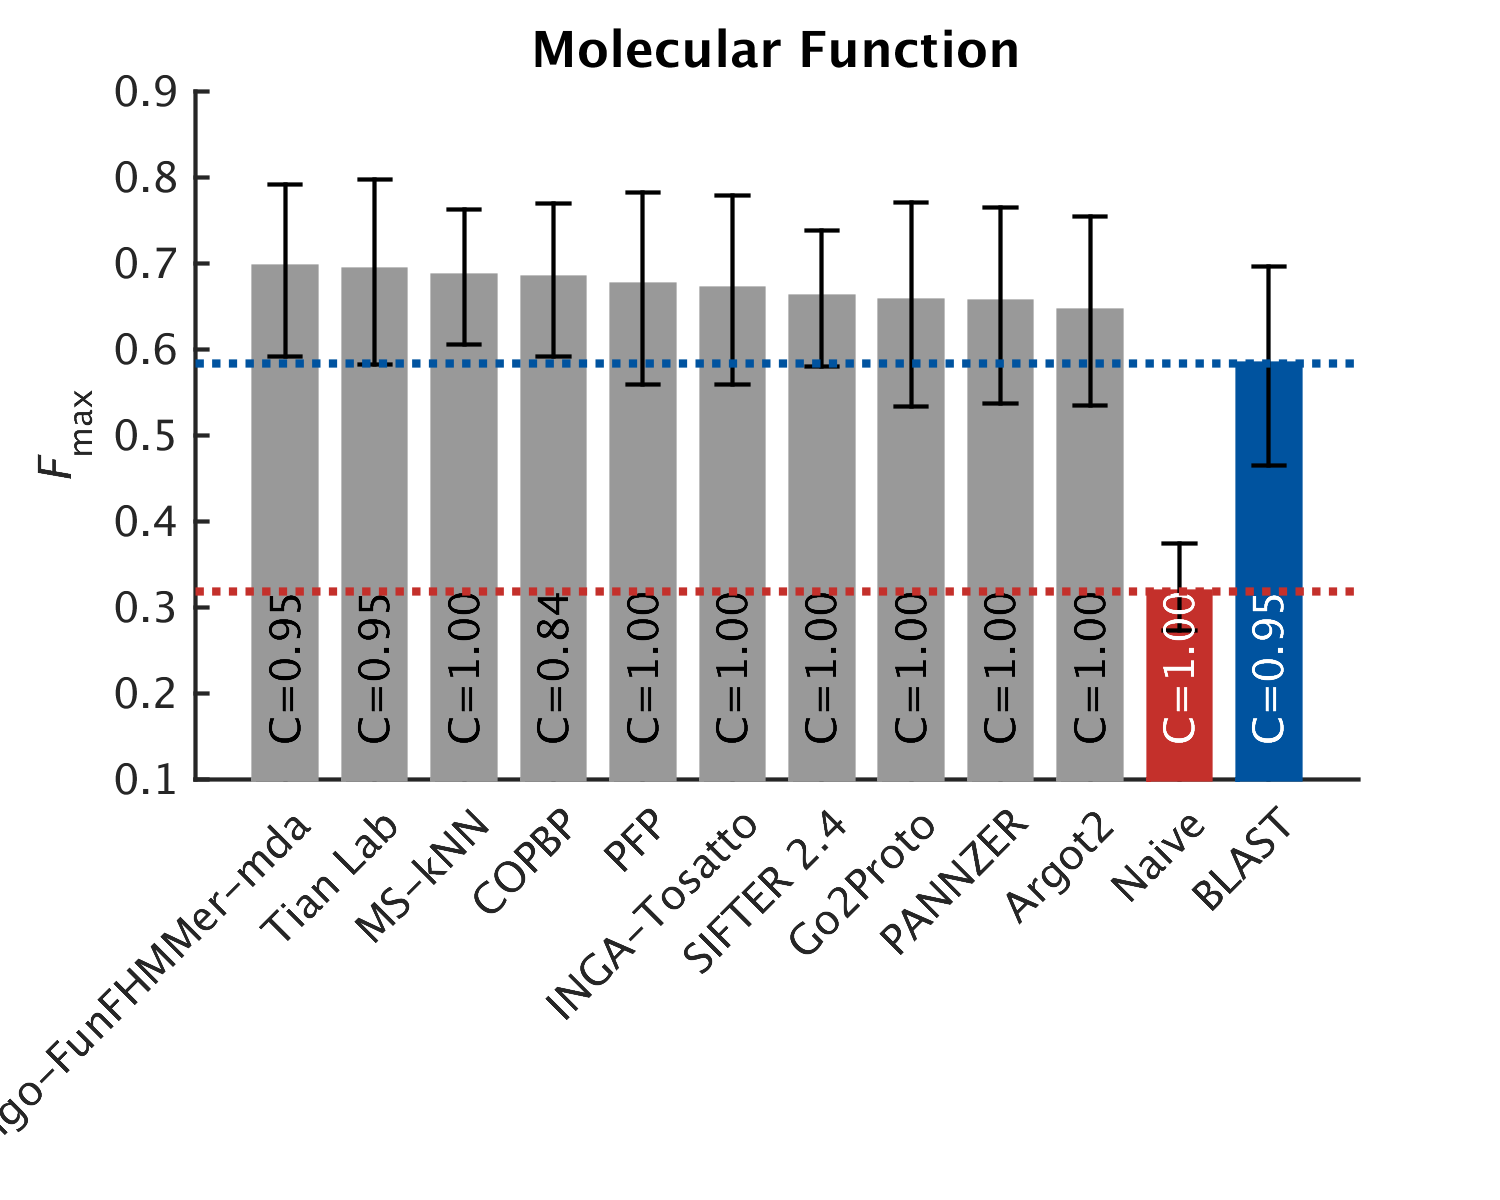 Molecular Function
0.9
0.8
0.7
0.6
0.5
0.4
0.3
0.2
0.1
F max
C=0.95
C=0.95
C=1.00
C=0.84
C=1.00
C=1.00
C=1.00
C=1.00
C=1.00
C=1.00
C=1.00
C=0.95
go-FunFHMMer-mda
Tian Lab
MS-kNN
COPBP
PFP
INGA-Tosatto
SIFTER 2.4
Go2Proto
PANNZER
Argot2
Naive
BLAST